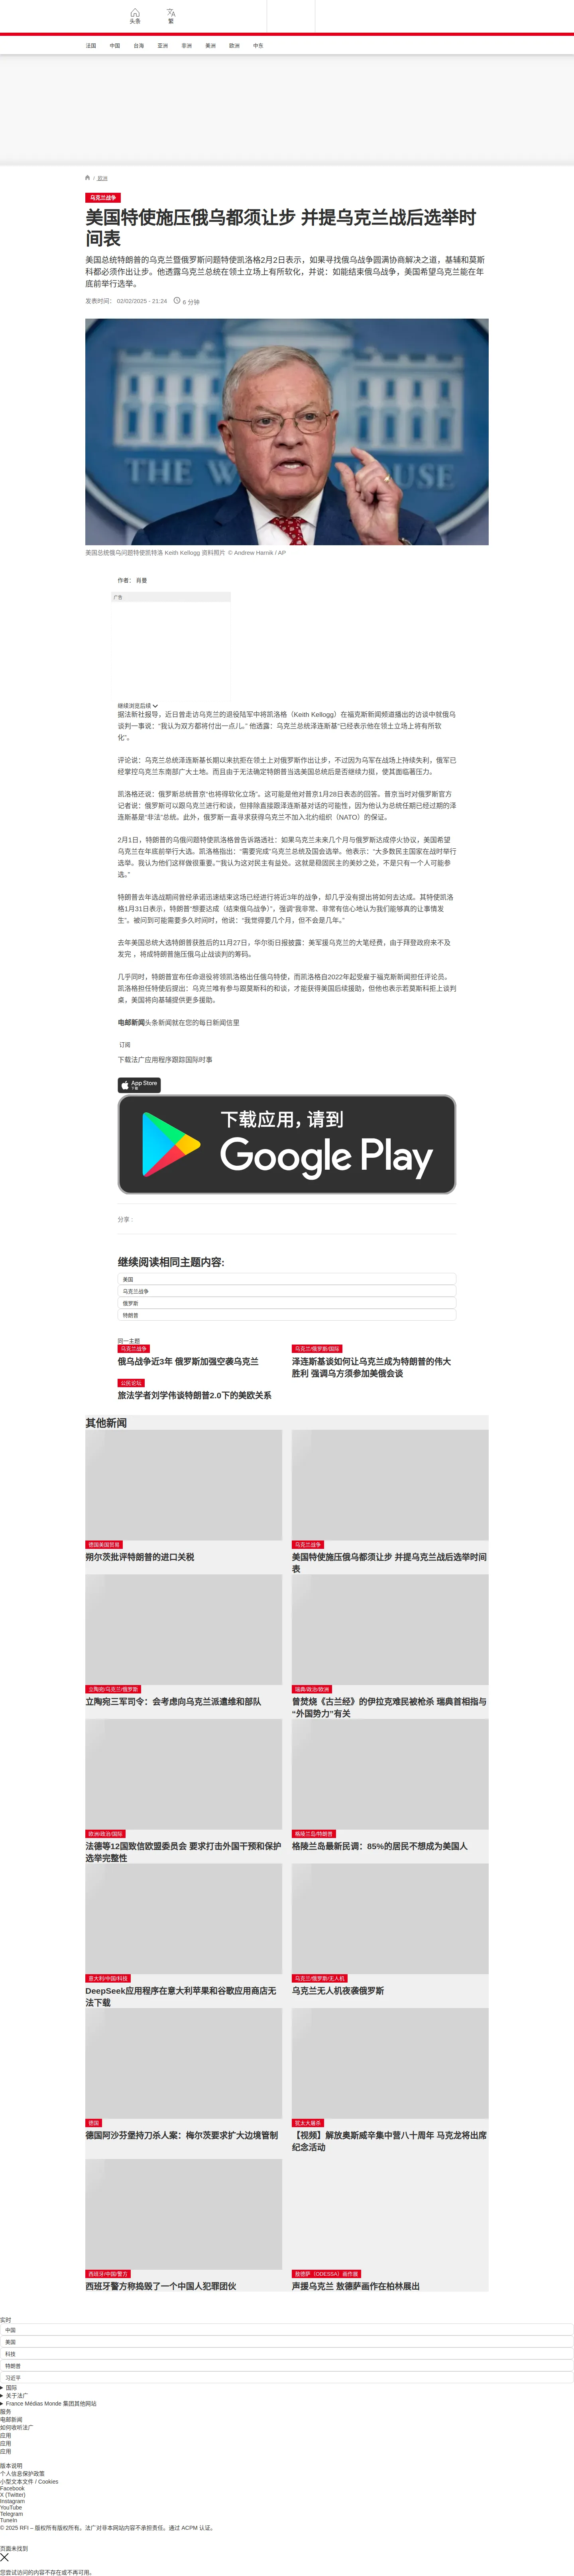 头条
繁
法国
中国
台海
亚洲
非洲
美洲
欧洲
中东
/ 欧洲
乌克兰战争
美国特使施压俄乌都须让步 并提乌克兰战后选举时
间表
美国总统特朗普的乌克兰暨俄罗斯问题特使凯洛格2月2日表示，如果寻找俄乌战争圆满协商解决之道，基辅和莫斯
科都必须作出让步。他透露乌克兰总统在领土立场上有所软化，并说：如能结束俄乌战争，美国希望乌克兰能在年
底前举行选举。
发表时间： 02/02/2025 - 21:24 6 分钟
美国总统俄乌问题特使凯特洛 Keith Kellogg 资料照片 © Andrew Harnik / AP
作者： 肖曼
广告
继续浏览后续
据法新社报导，近日曾走访乌克兰的退役陆军中将凯洛格（Keith Kellogg）在福克斯新闻频道播出的访谈中就俄乌
谈判一事说：“我认为双方都将付出一点儿。” 他透露：乌克兰总统泽连斯基“已经表示他在领土立场上将有所软
化”。
评论说：乌克兰总统泽连斯基长期以来抗拒在领土上对俄罗斯作出让步，不过因为乌军在战场上持续失利，俄军已
经掌控乌克兰东南部广大土地。而且由于无法确定特朗普当选美国总统后是否继续力挺，使其面临著压力。
凯洛格还说：俄罗斯总统普京“也将得软化立场”。这可能是他对普京1月28日表态的回答。普京当时对俄罗斯官方
记者说：俄罗斯可以跟乌克兰进行和谈，但排除直接跟泽连斯基对话的可能性，因为他认为总统任期已经过期的泽
连斯基是“非法”总统。此外，俄罗斯一直寻求获得乌克兰不加入北约组织（NATO）的保证。
2月1日，特朗普的乌俄问题特使凯洛格曾告诉路透社：如果乌克兰未来几个月与俄罗斯达成停火协议，美国希望
乌克兰在年底前举行大选。凯洛格指出：“需要完成”乌克兰总统及国会选举。他表示：“大多数民主国家在战时举行
选举。我认为他们这样做很重要。”“我认为这对民主有益处。这就是稳固民主的美妙之处，不是只有一个人可能参
选。”
特朗普去年选战期间曾经承诺迅速结束这场已经进行将近3年的战争，却几乎没有提出将如何去达成。其特使凯洛
格1月31日表示，特朗普“想要达成（结束俄乌战争）”，强调“我非常、非常有信心地认为我们能够真的让事情发
生”。被问到可能需要多久时间时，他说：“我觉得要几个月，但不会是几年。”
去年美国总统大选特朗普获胜后的11月27日，华尔街日报披露：美军援乌克兰的大笔经费，由于拜登政府来不及
发完，将成特朗普施压俄乌止战谈判的筹码。
几乎同时，特朗普宣布任命退役将领凯洛格出任俄乌特使，而凯洛格自2022年起受雇于福克斯新闻担任评论员。
凯洛格担任特使后提出：乌克兰唯有参与跟莫斯科的和谈，才能获得美国后续援助，但他也表示若莫斯科拒上谈判
桌，美国将向基辅提供更多援助。
电邮新闻头条新闻就在您的每日新闻信里
订阅
下载法广应用程序跟踪国际时事
App Store
下载
下载应用，请到
Google Play
分享 :
继续阅读相同主题内容:
美国
乌克兰战争
俄罗斯
特朗普
同一主题
乌克兰战争
俄乌战争近3年 俄罗斯加强空袭乌克兰
乌克兰/俄罗斯/国际
泽连斯基谈如何让乌克兰成为特朗普的伟大
胜利 强调乌方须参加美俄会谈
公民论坛
旅法学者刘学伟谈特朗普2.0下的美欧关系
其他新闻
德国美国贸易
朔尔茨批评特朗普的进口关税
乌克兰战争
美国特使施压俄乌都须让步 并提乌克兰战后选举时间
表
立陶宛/乌克兰/俄罗斯
立陶宛三军司令：会考虑向乌克兰派遣维和部队
瑞典/政治/欧洲
曾焚烧《古兰经》的伊拉克难民被枪杀 瑞典首相指与
“外国势力”有关
欧洲/政治/国际
法德等12国致信欧盟委员会 要求打击外国干预和保护
选举完整性
格陵兰岛/特朗普
格陵兰岛最新民调：85%的居民不想成为美国人
意大利/中国/科技
DeepSeek应用程序在意大利苹果和谷歌应用商店无
法下载
乌克兰/俄罗斯/无人机
乌克兰无人机夜袭俄罗斯
德国
德国阿沙芬堡持刀杀人案：梅尔茨要求扩大边境管制
犹太大屠杀
【视频】解放奥斯威辛集中营八十周年 马克龙将出席
纪念活动
西班牙/中国/警方
西班牙警方称捣毁了一个中国人犯罪团伙
敖德萨（ODESSA）画作展
声援乌克兰 敖德萨画作在柏林展出
实时
中国
美国
科技
特朗普
习近平
国际
关于法广
France Médias Monde 集团其他网站
服务
电邮新闻
如何收听法广
应用
应用
应用
版本说明
个人信息保护政策
小型文本文件 / Cookies
Facebook
X (Twitter)
Instagram
YouTube
Telegram
TuneIn
© 2025 RFI – 版权所有版权所有。法广对非本网站内容不承担责任。通过 ACPM 认证。
页面未找到
您尝试访问的内容不存在或不再可用。